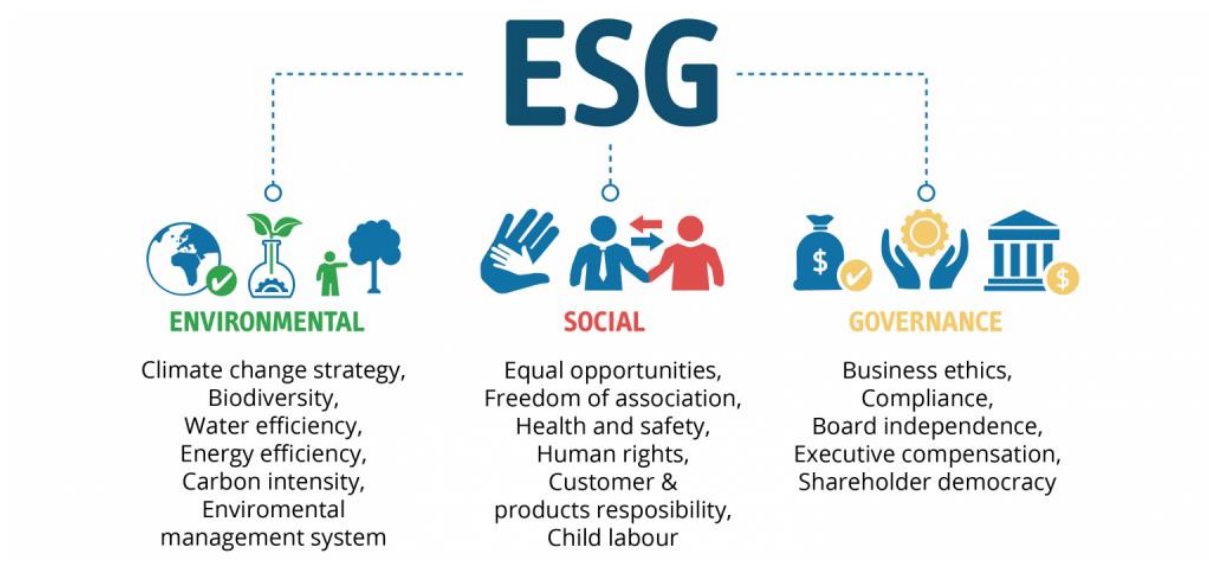 ESG
ENVIRONMENTAL
Climate change strategy,
Biodiversity,
Water efficiency,
Energy efficiency,
Carbon intensity,
Enviromental
management system
SOCIAL
Equal opportunities,
Freedom of association,
Health and safety,
Human rights,
Customer &
products resposibility,
Child labour
$
$
GOVERNANCE
Business ethics,
Compliance,
Board independence,
Executive compensation,
Shareholder democracy